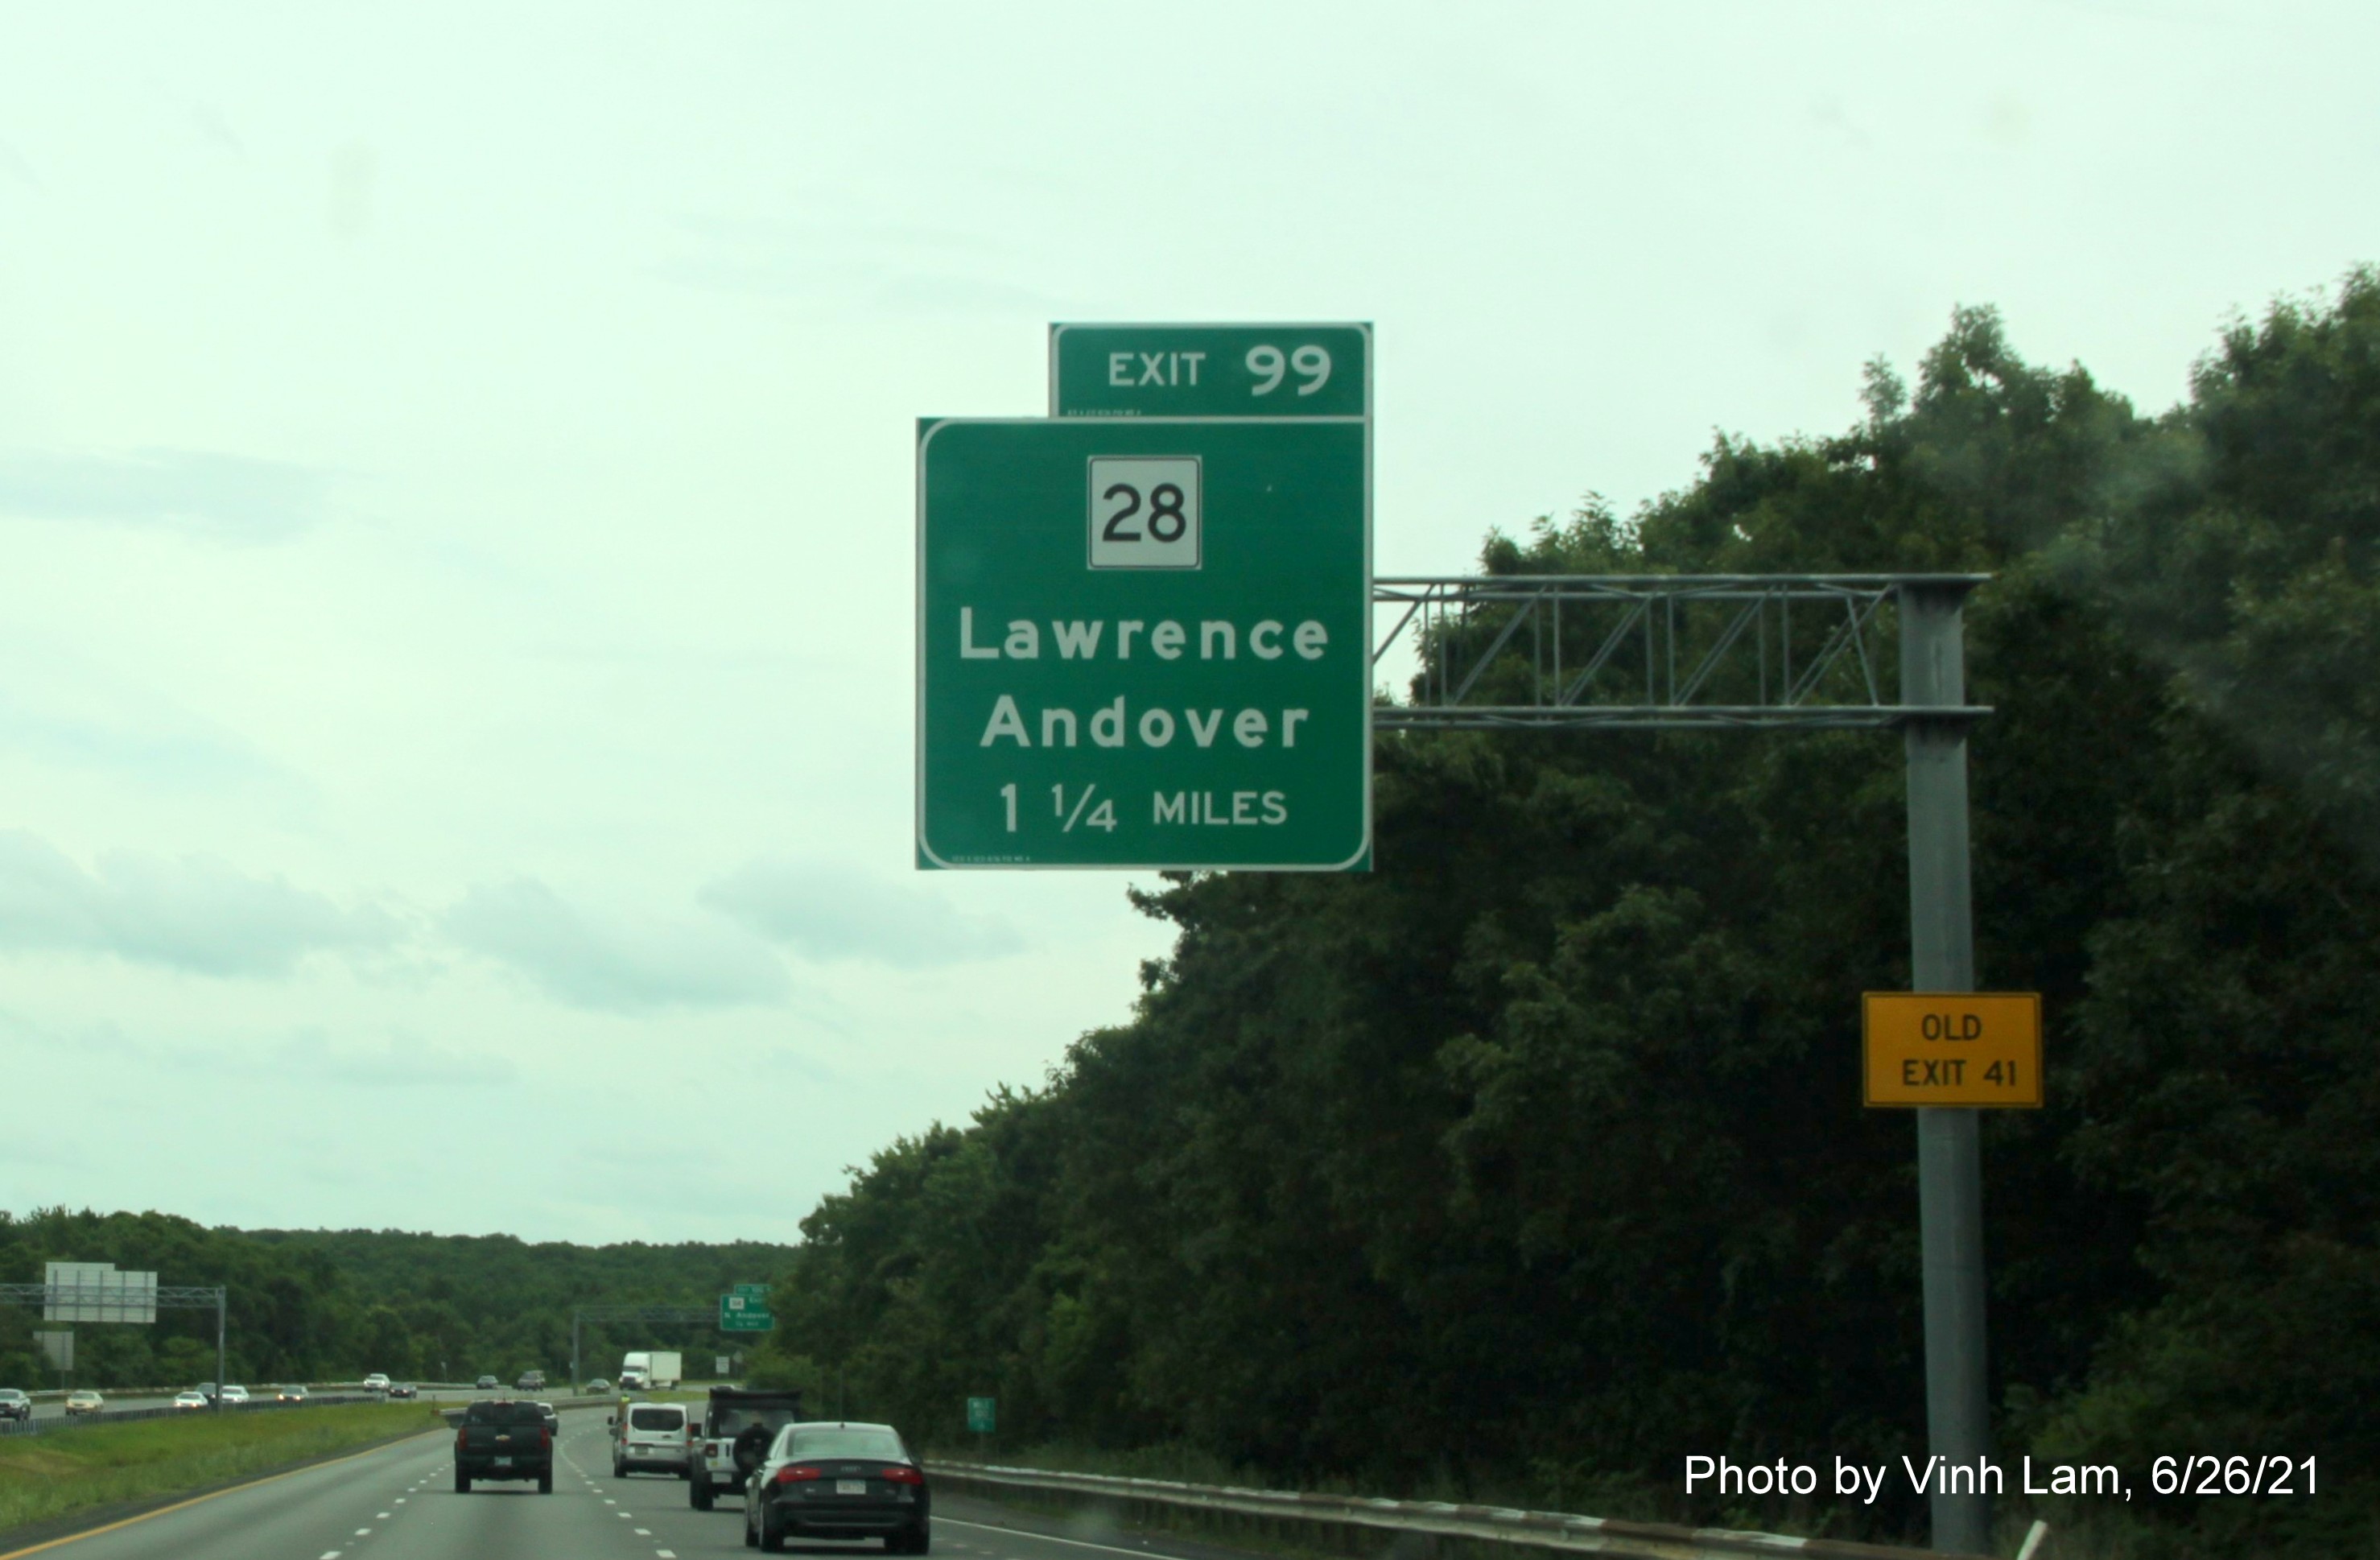 EXIT 99
28
Lawrence
Andover
1 1/4 MILES
OLD
EXIT 41
N Andover
Photo by Vinh Lam, 6/26/21